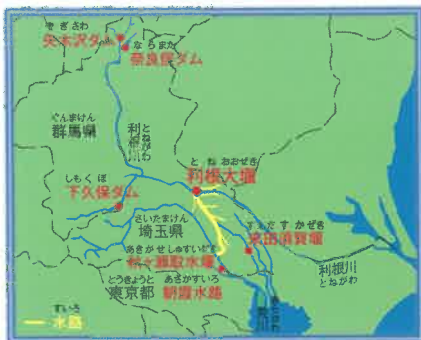 やぎさわ
矢木沢ダム
ならまた
奈良俣ダム
ぐんまけん
群馬県
利根川
とねがわ
しもくぼ
下久保ダム
とねおおぜき
利根大堰
さいたまけん
埼玉県
すえだすかぜき
末田須賀堰
あきがせしゅすいぜき
秋ヶ瀬取水堰
とうきょうと
東京都
あさかすいろ
朝霞水路
利根川
とねがわ
すいろ
水路